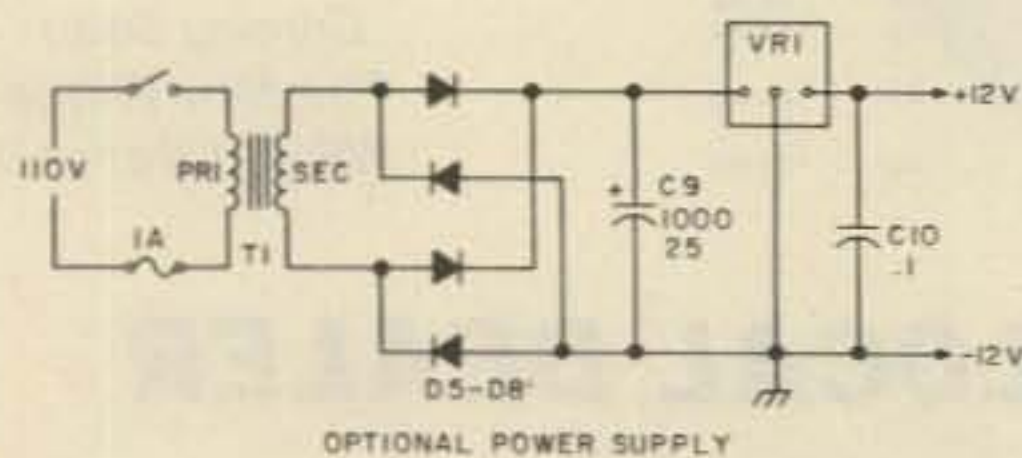 VR1
+12V
110V
PRI
SEC
1A
T1
+
C9
1000
25
C10
.1
-12V
D5-D8
OPTIONAL POWER SUPPLY